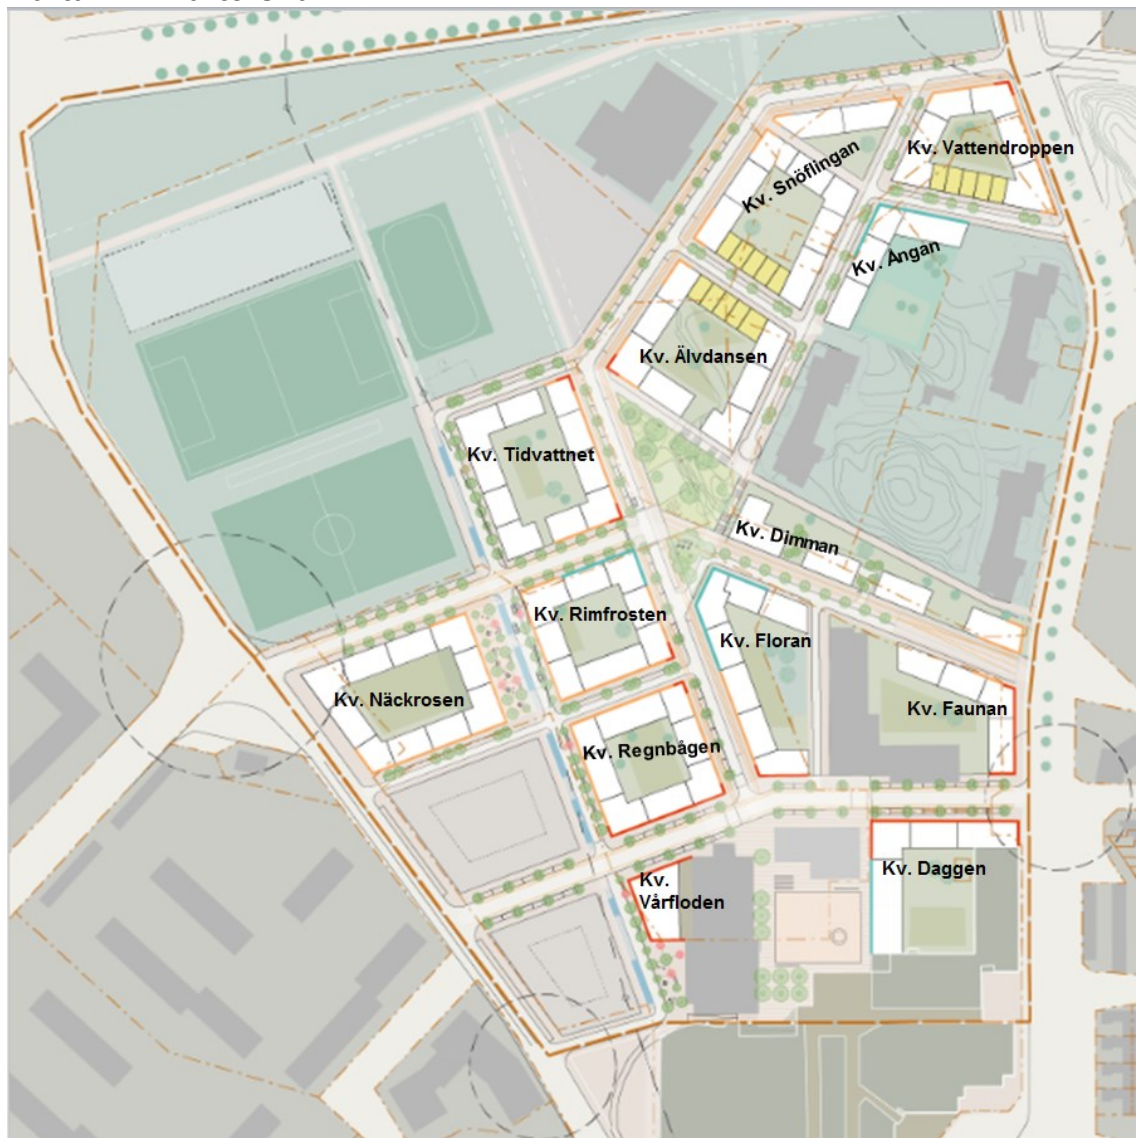 Kv. Vattendroppen
Kv. Snöflingan
Kv. Ångan
Kv. Älvdansen
Kv. Tidvattnet
Kv. Dimman
Kv. Rimfrosten
Kv. Floran
Kv. Näckrosen
Kv. Faunan
Kv. Regnbågen
Kv. Daggen
Kv.
Vårfloden